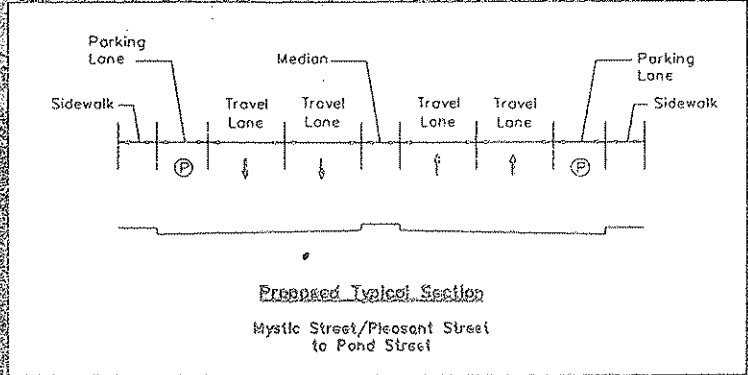 Parking
Lane
Median
Parking
Lane
Sidewalk
Travel
Lane
Travel
Lane
Travel
Lane
Travel
Lane
Sidewalk
P
P
Proposed Typical Section
Mystic Street/Pleasant Street
to Pond Street